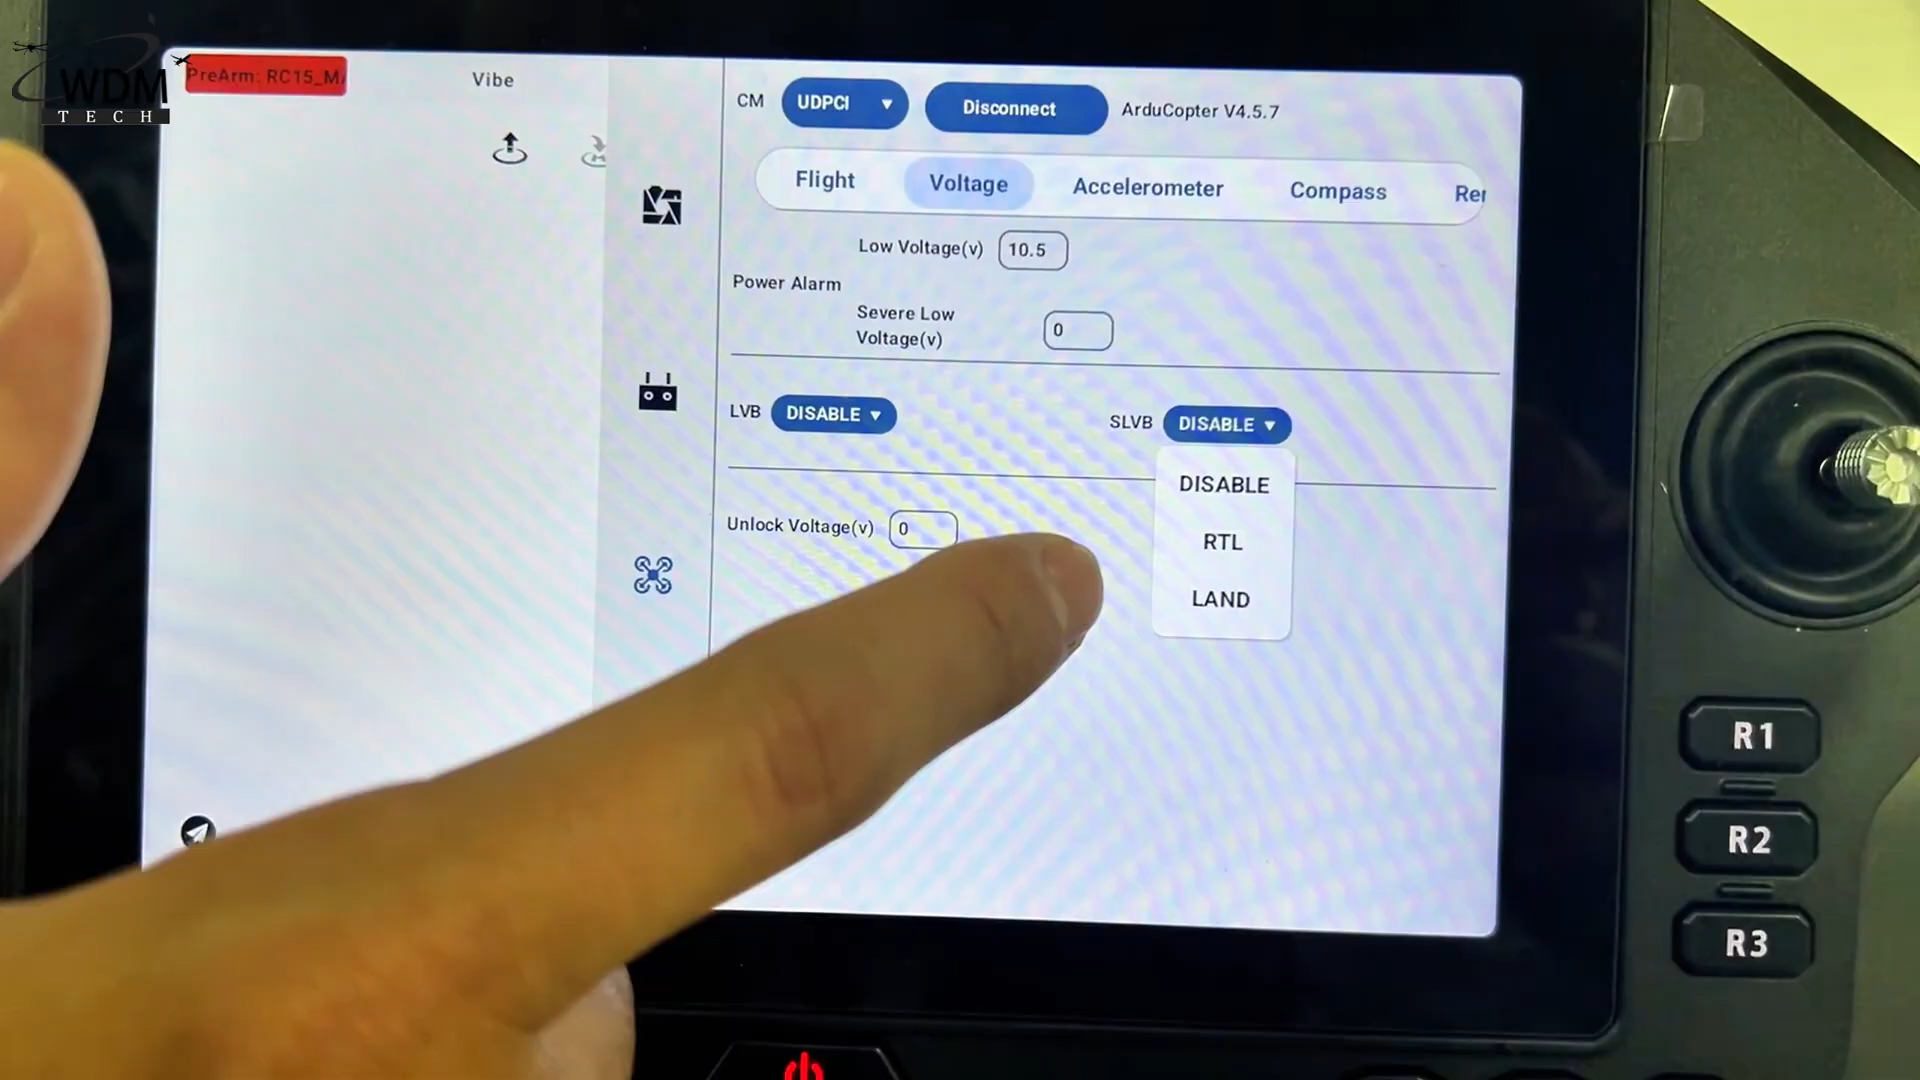 WDM
TECH
PreArm: RC15_M
Vibe
CM UDPCI Disconnect ArduCopter V4.5.7
Flight Voltage Accelerometer Compass Rer
Low Voltage(v) 10.5
Power Alarm
Severe Low
Voltage(v) 0
LVB DISABLE SLVB DISABLE
DISABLE
Unlock Voltage(v) 0
RTL
LAND
R1
R2
R3